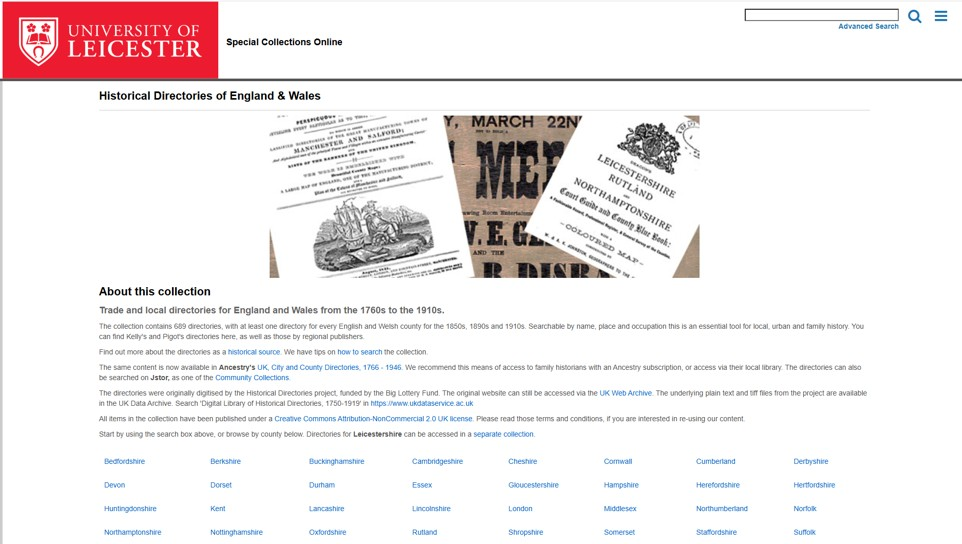 UNIVERSITY OF
LEICESTER
Special Collections Online
Advanced Search
Historical Directories of England & Wales
MANCHESTER AND SALFORD;
Y, MARCH 22N
LEICESTERSHIRE
RUTLAND
AND
NORTHAMPTONSHIRE
Court Guide and County Blue Book:
COLOURED MAP
W.E.G
AND THE
R DISRA
About this collection
Trade and local directories for England and Wales from the 1760s to the 1910s.
The collection contains 689 directories, with at least one directory for every English and Welsh county for the 1850s, 1890s and 1910s. Searchable by name, place and occupation this is an essential tool for local, urban and family history. You
can find Kelly's and Pigot's directories here, as well as those by regional publishers.
Find out more about the directories as a historical source. We have tips on how to search the collection.
The same content is now available in Ancestry's UK, City and County Directories, 1766 - 1946. We recommend this means of access to family historians with an Ancestry subscription, or access via their local library. The directories can also
be searched on Jstor, as one of the Community Collections.
The directories were originally digitised by the Historical Directories project, funded by the Big Lottery Fund. The original website can still be accessed via the UK Web Archive. The underlying plain text and tiff files from the project are available
in the UK Data Archive. Search 'Digital Library of Historical Directories, 1750-1919' in https://www.ukdataservice.ac.uk
All items in the collection have been published under a Creative Commons Attribution-NonCommercial 2.0 UK license. Please read those terms and conditions, if you are interested in re-using our content.
Start by using the search box above, or browse by county below. Directories for Leicestershire can be accessed in a separate collection.
Bedfordshire Berkshire Buckinghamshire Cambridgeshire Cheshire Cornwall Cumberland Derbyshire
Devon Dorset Durham Essex Gloucestershire Hampshire Herefordshire Hertfordshire
Huntingdonshire Kent Lancashire Lincolnshire London Middlesex Northumberland Norfolk
Northamptonshire Nottinghamshire Oxfordshire Rutland Shropshire Somerset Staffordshire Suffolk